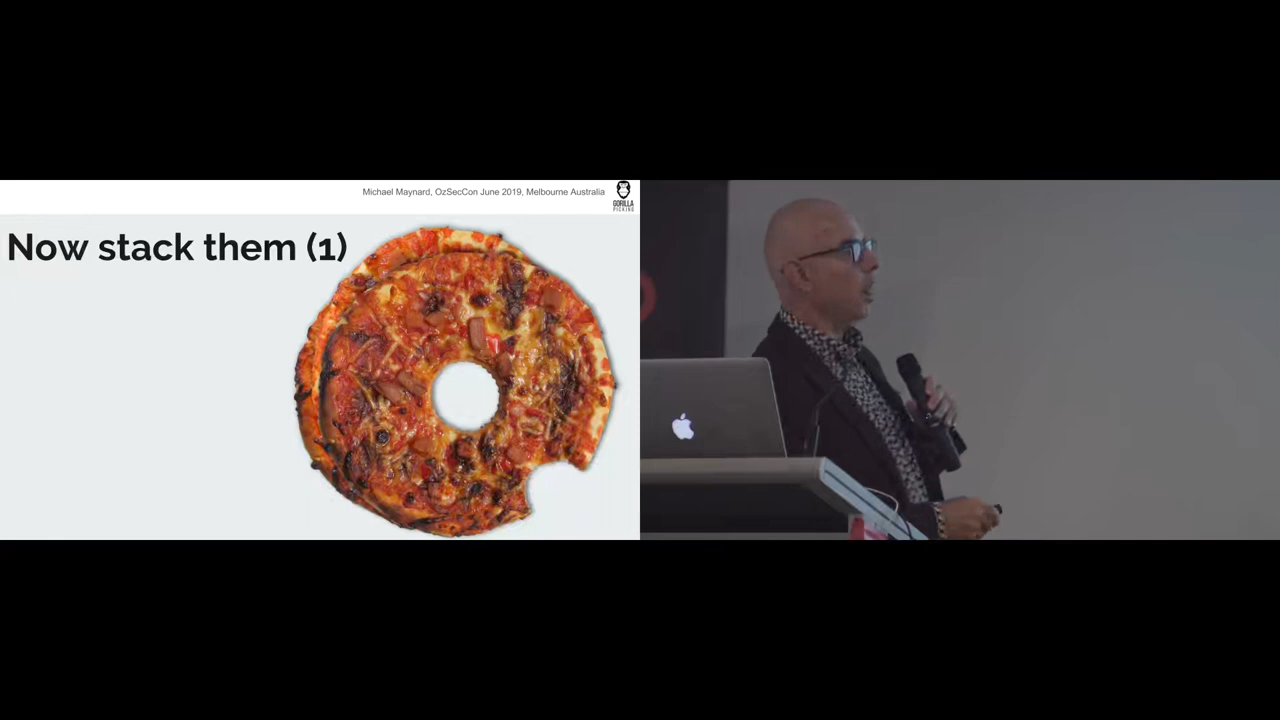 Michael Maynard, OzSecCon June 2019, Melbourne Australia
GORILLA
PICKING
Now stack them (1)